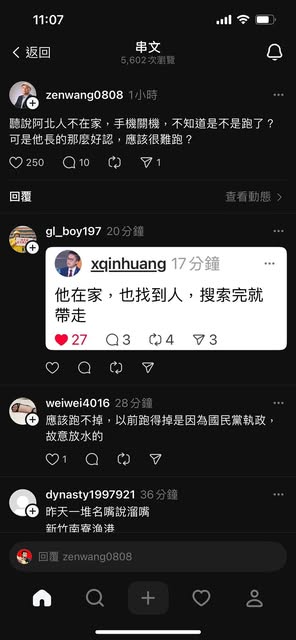 11:07
返回
串文
5,602次瀏覽
zenwang0808 1小時
聽說阿北人不在家，手機關機，不知道是不是跑了？
可是他長的那麼好認，應該很難跑？
250 10 1
回覆
查看動態
gl_boy197 20分鐘
xqinhuang 17分鐘
他在家，也找到人，搜索完就
帶走
27 3 4 3
weiwei4016 28分鐘
應該跑不掉，以前跑得掉是因為國民黨執政，
故意放水的
1
dynasty1997921 36分鐘
昨天一堆名嘴說溜嘴
新竹南寮漁港
回覆 zenwang0808